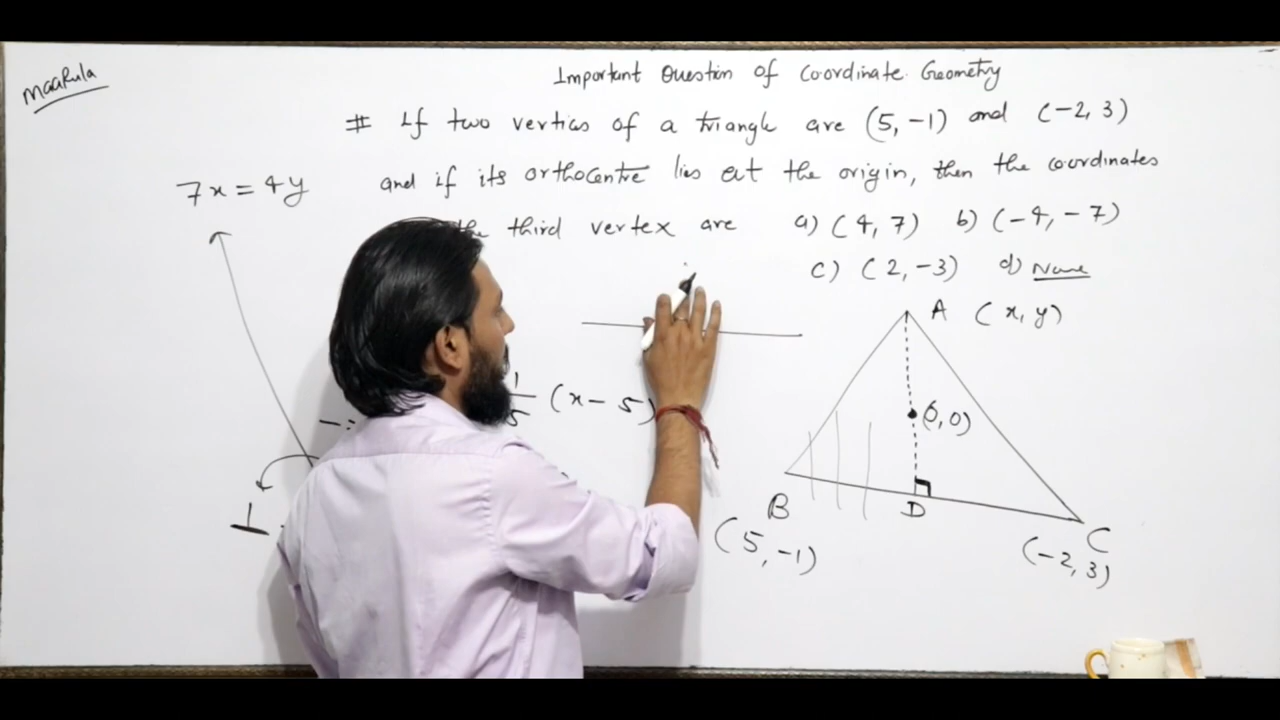 MaaRula
Important Question of Coordinate Geometry
# If two vertics of a triangle are (5, -1) and (-2, 3)
and if its orthocentre lies at the origin, then the coordinates
the third vertex are a) (4, 7) b) (-4, -7)
c) (2, -3) d) None
7x = 4y
(x - 5)
A (x, y)
(0, 0)
B
D
C
(5, -1)
(-2, 3)